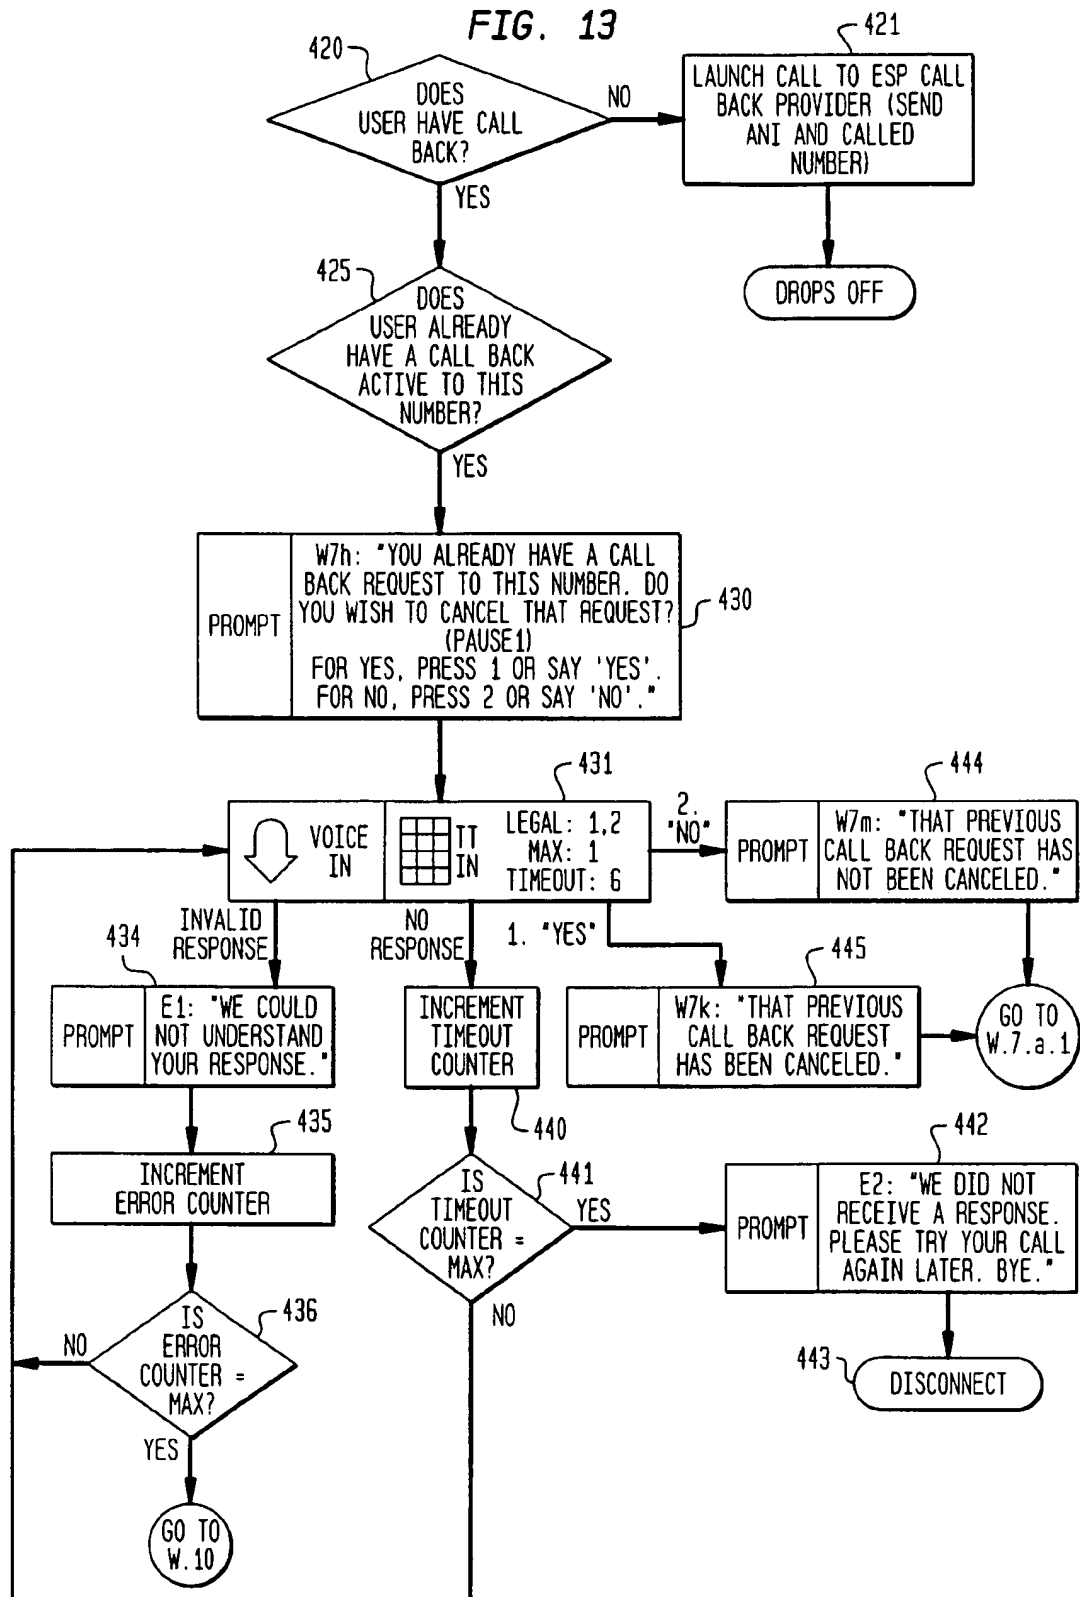 FIG. 13
420
DOES
USER HAVE CALL
BACK?
NO
YES
421
LAUNCH CALL TO ESP CALL
BACK PROVIDER (SEND
ANI AND CALLED
NUMBER)
DROPS OFF
425
DOES
USER ALREADY
HAVE A CALL BACK
ACTIVE TO THIS
NUMBER?
YES
PROMPT
W7h: "YOU ALREADY HAVE A CALL
BACK REQUEST TO THIS NUMBER. DO
YOU WISH TO CANCEL THAT REQUEST?
(PAUSE1)
FOR YES, PRESS 1 OR SAY 'YES'.
FOR NO, PRESS 2 OR SAY 'NO'."
430
431
VOICE
IN
TT
IN
LEGAL: 1,2
MAX: 1
TIMEOUT: 6
2.
"NO"
444
PROMPT
W7m: "THAT PREVIOUS
CALL BACK REQUEST HAS
NOT BEEN CANCELED."
INVALID
RESPONSE
NO
RESPONSE
1. "YES"
434
PROMPT
E1: "WE COULD
NOT UNDERSTAND
YOUR RESPONSE."
INCREMENT
TIMEOUT
COUNTER
440
445
PROMPT
W7k: "THAT PREVIOUS
CALL BACK REQUEST
HAS BEEN CANCELED."
GO TO
W.7.a.1
435
INCREMENT
ERROR COUNTER
441
IS
TIMEOUT
COUNTER =
MAX?
YES
NO
442
PROMPT
E2: "WE DID NOT
RECEIVE A RESPONSE.
PLEASE TRY YOUR CALL
AGAIN LATER. BYE."
436
IS
ERROR
COUNTER =
MAX?
NO
YES
443
DISCONNECT
GO TO
W.10